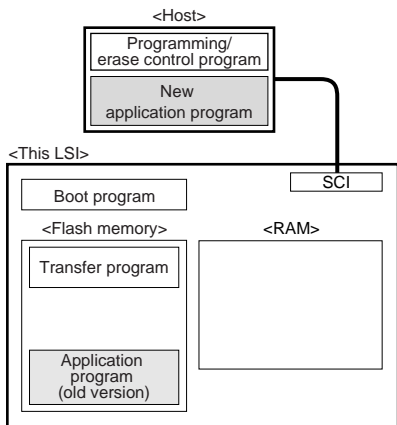 <Host>
Programming/
erase control program
New
application program
<This LSI>
SCI
Boot program
<Flash memory>
<RAM>
Transfer program
Application
program
(old version)